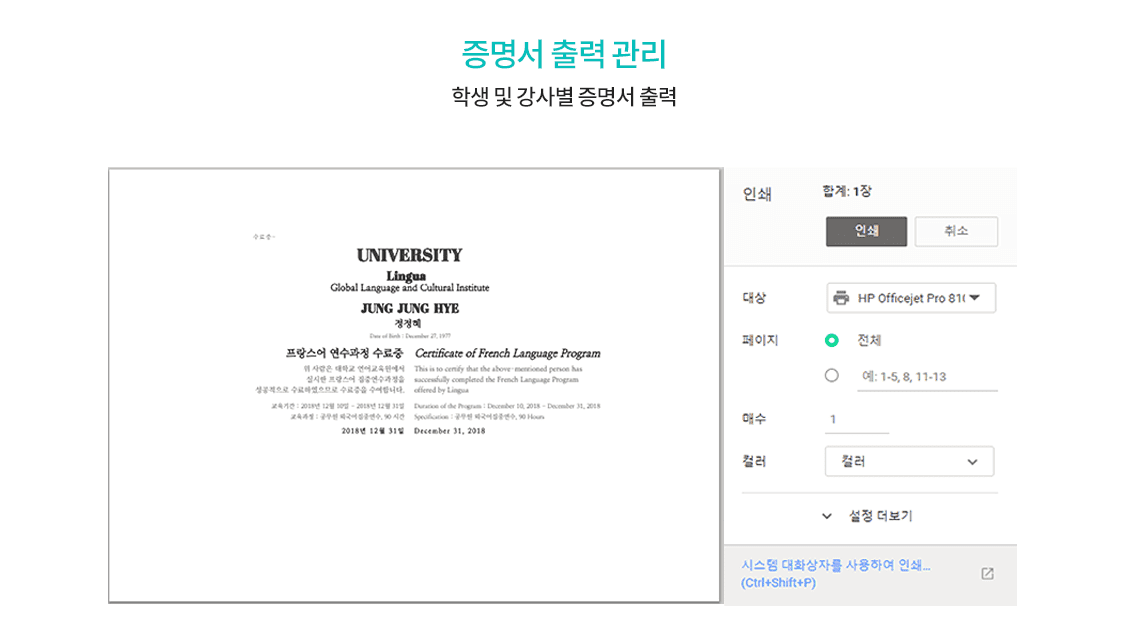 증명서 출력 관리
학생 및 강사별 증명서 출력
수료증-
UNIVERSITY
Lingua
Global Language and Cultural Institute
JUNG JUNG HYE
정정혜
Date of Birth : December 27, 1977
프랑스어 연수과정 수료증 Certificate of French Language Program
위 사람은 대학교 언어교육원에서 This is to certify that the above-mentioned person has
실시한 프랑스어 집중연수과정을 successfully completed the French Language Program
성공적으로 수료하였으므로 수료증을 수여합니다. offered by Lingua
교육기간 : 2018년 12월 10일 - 2018년 12월 31일 Duration of the Program : December 10, 2018 - December 31, 2018
교육과정 : 공무원 외국어집중연수, 90 시간 Specification : 공무원 외국어집중연수, 90 Hours
2018년 12월 31일 December 31, 2018
인쇄 합계: 1장
인쇄 취소
대상 HP Officejet Pro 810
페이지 전체
예: 1-5, 8, 11-13
매수 1
컬러 컬러
설정 더보기
시스템 대화상자를 사용하여 인쇄...
(Ctrl+Shift+P)